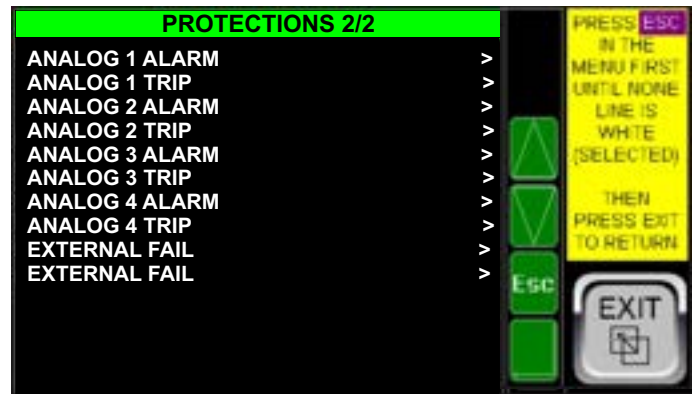 PROTECTIONS 2/2
ANALOG 1 ALARM >
ANALOG 1 TRIP >
ANALOG 2 ALARM >
ANALOG 2 TRIP >
ANALOG 3 ALARM >
ANALOG 3 TRIP >
ANALOG 4 ALARM >
ANALOG 4 TRIP >
EXTERNAL FAIL >
EXTERNAL FAIL >
Esc
PRESS ESC
IN THE
MENU FIRST
UNTIL NONE
LINE IS
WHITE
(SELECTED)
THEN
PRESS EXIT
TO RETURN
EXIT